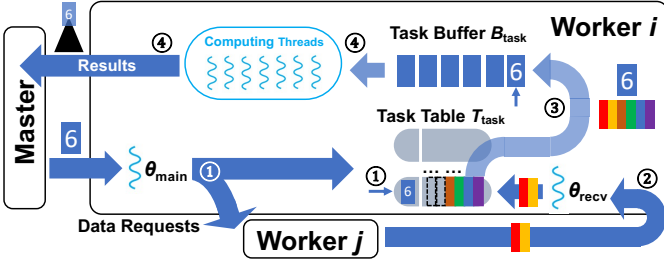 6
④
Computing Threads
④
Task Buffer B_task
Worker i
Results
6
6
③
Master
Task Table T_task
6
θ_main
①
... ...
①
6
θ_recv
②
Data Requests
Worker j